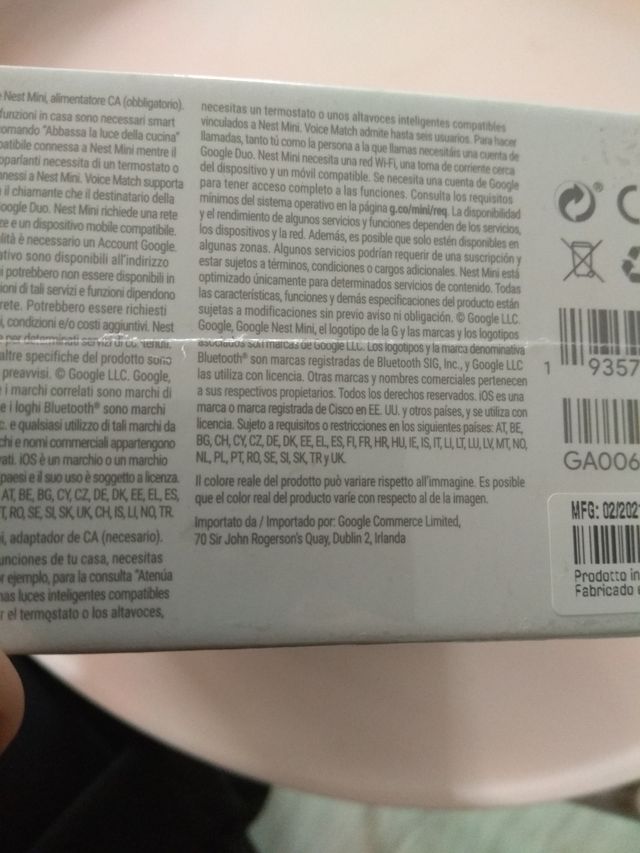 e Nest Mini, alimentatore CA (obbligatorio).
funzioni in casa sono necessari smart
comando "Abbassa la luce della cucina"
patibile connessa a Nest Mini mentre il
oparlanti necessita di un termostato o
nnessi a Nest Mini. Voice Match supporta
il chiamante che il destinatario della
Google Duo. Nest Mini richiede una rete
e e un dispositivo mobile compatibile.
alità è necessario un Account Google.
ativo sono disponibili all'indirizzo
i potrebbero non essere disponibili in
ioni di tali servizi e funzioni dipendono
rete. Potrebbero essere richiesti
i, condizioni e/o costi aggiuntivi. Nest
per determinati servizi di contenuti.
altre specifiche del prodotto sono
preavvisi. © Google LLC. Google,
e i marchi correlati sono marchi di
e i loghi Bluetooth® sono marchi
c. e qualsiasi utilizzo di tali marchi da
chi e nomi commerciali appartengono
vati. iOS è un marchio o un marchio
paesi e il suo uso è soggetto a licenza.
AT, BE, BG, CY, CZ, DE, DK, EE, EL, ES,
T, RO, SE, SI, SK, UK, CH, IS, LI, NO, TR.
i, adaptador de CA (necesario).
unciones de tu casa, necesitas
r ejemplo, para la consulta "Atenúa
nas luces inteligentes compatibles
r el termostato o los altavoces,
necesitas un termostato o unos altavoces inteligentes compatibles
vinculados a Nest Mini. Voice Match admite hasta seis usuarios. Para hacer
llamadas, tanto tú como la persona a la que llamas necesitáis una cuenta de
Google Duo. Nest Mini necesita una red Wi-Fi, una toma de corriente cerca
del dispositivo y un móvil compatible. Se necesita una cuenta de Google
para tener acceso completo a las funciones. Consulta los requisitos
mínimos del sistema operativo en la página g.co/mini/req. La disponibilidad
y el rendimiento de algunos servicios y funciones dependen de los servicios,
los dispositivos y la red. Además, es posible que solo estén disponibles en
algunas zonas. Algunos servicios podrían requerir de una suscripción y
estar sujetos a términos, condiciones o cargos adicionales. Nest Mini está
optimizado únicamente para determinados servicios de contenido. Todas
las características, funciones y demás especificaciones del producto están
sujetas a modificaciones sin previo aviso ni obligación. © Google LLC.
Google, Google Nest Mini, el logotipo de la G y las marcas y los logotipos
asociados son marcas de Google LLC. Los logotipos y la marca denominativa
Bluetooth® son marcas registradas de Bluetooth SIG, Inc., y Google LLC
las utiliza con licencia. Otras marcas y nombres comerciales pertenecen
a sus respectivos propietarios. Todos los derechos reservados. iOS es una
marca o marca registrada de Cisco en EE. UU. y otros países, y se utiliza con
licencia. Sujeto a requisitos o restricciones en los siguientes países: AT, BE,
BG, CH, CY, CZ, DE, DK, EE, EL, ES, FI, FR, HR, HU, IE, IS, IT, LI, LT, LU, LV, MT, NO,
NL, PL, PT, RO, SE, SI, SK, TR y UK.
Il colore reale del prodotto può variare rispetto all'immagine. Es posible
que el color real del producto varíe con respecto al de la imagen.
Importato da / Importado por: Google Commerce Limited,
70 Sir John Rogerson's Quay, Dublin 2, Irlanda
1 9357
GA006
MFG: 02/202
Prodotto in
Fabricado e